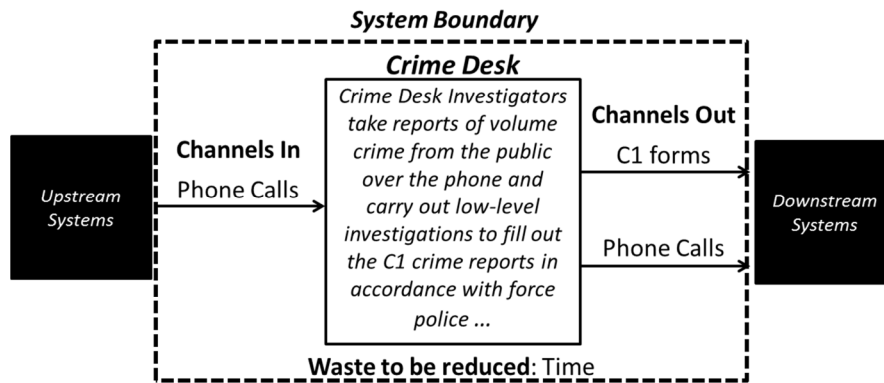 System Boundary
Crime Desk
Crime Desk Investigators
take reports of volume
crime from the public
over the phone and
carry out low-level
investigations to fill out
the C1 crime reports in
accordance with force
police ...
Channels In
Phone Calls
Channels Out
C1 forms
Phone Calls
Upstream
Systems
Downstream
Systems
Waste to be reduced: Time